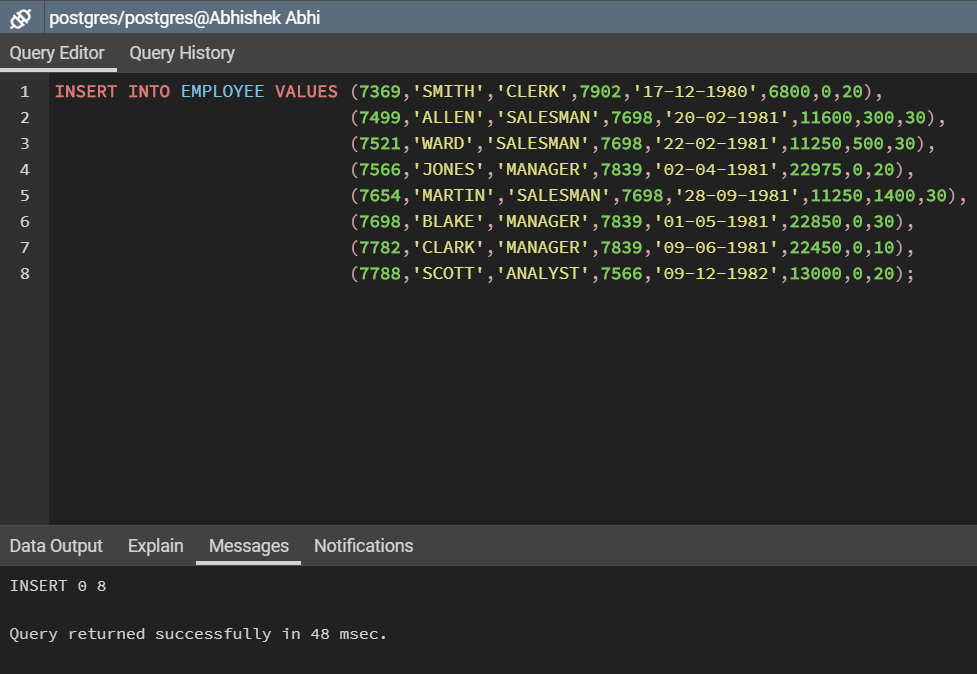 postgres/postgres@Abhishek Abhi
Query Editor Query History
1 INSERT INTO EMPLOYEE VALUES (7369,'SMITH','CLERK',7902,'17-12-1980',6800,0,20),
2 (7499,'ALLEN','SALESMAN',7698,'20-02-1981',11600,300,30),
3 (7521,'WARD','SALESMAN',7698,'22-02-1981',11250,500,30),
4 (7566,'JONES','MANAGER',7839,'02-04-1981',22975,0,20),
5 (7654,'MARTIN','SALESMAN',7698,'28-09-1981',11250,1400,30),
6 (7698,'BLAKE','MANAGER',7839,'01-05-1981',22850,0,30),
7 (7782,'CLARK','MANAGER',7839,'09-06-1981',22450,0,10),
8 (7788,'SCOTT','ANALYST',7566,'09-12-1982',13000,0,20);
Data Output Explain Messages Notifications
INSERT 0 8
Query returned successfully in 48 msec.